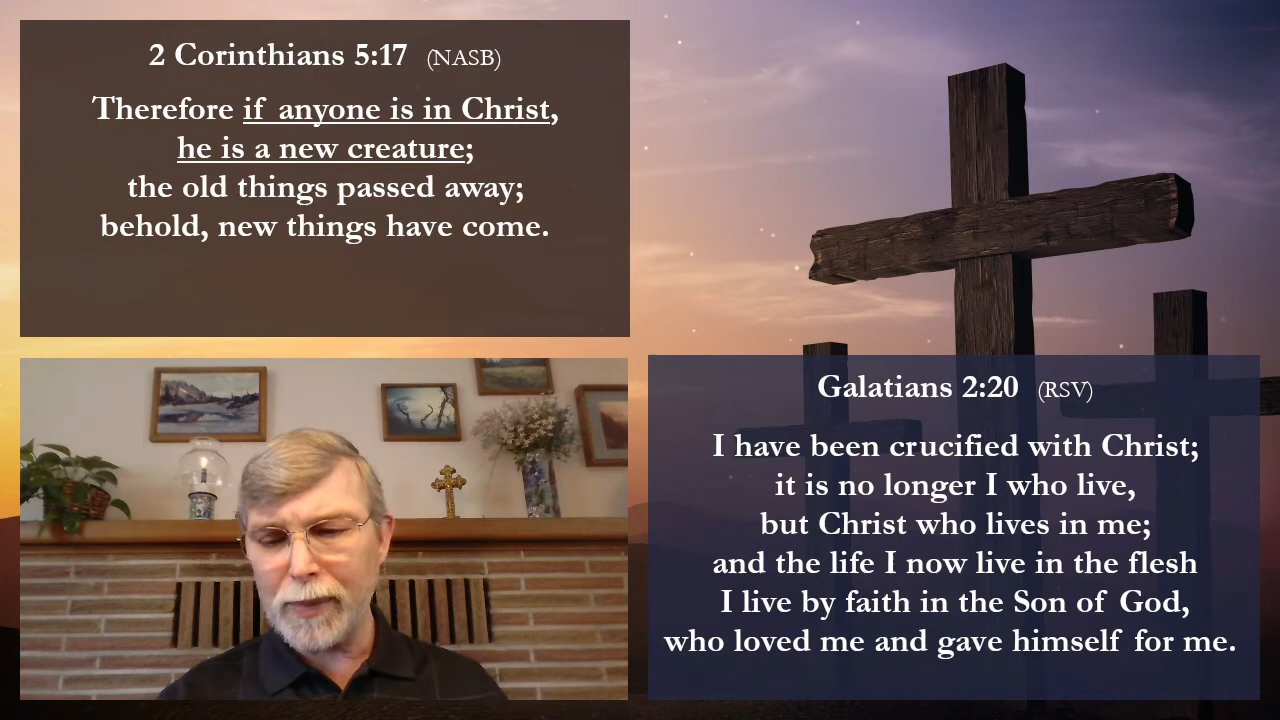 2 Corinthians 5:17 (NASB)
Therefore if anyone is in Christ,
he is a new creature;
the old things passed away;
behold, new things have come.
Galatians 2:20 (RSV)
I have been crucified with Christ;
it is no longer I who live,
but Christ who lives in me;
and the life I now live in the flesh
I live by faith in the Son of God,
who loved me and gave himself for me.